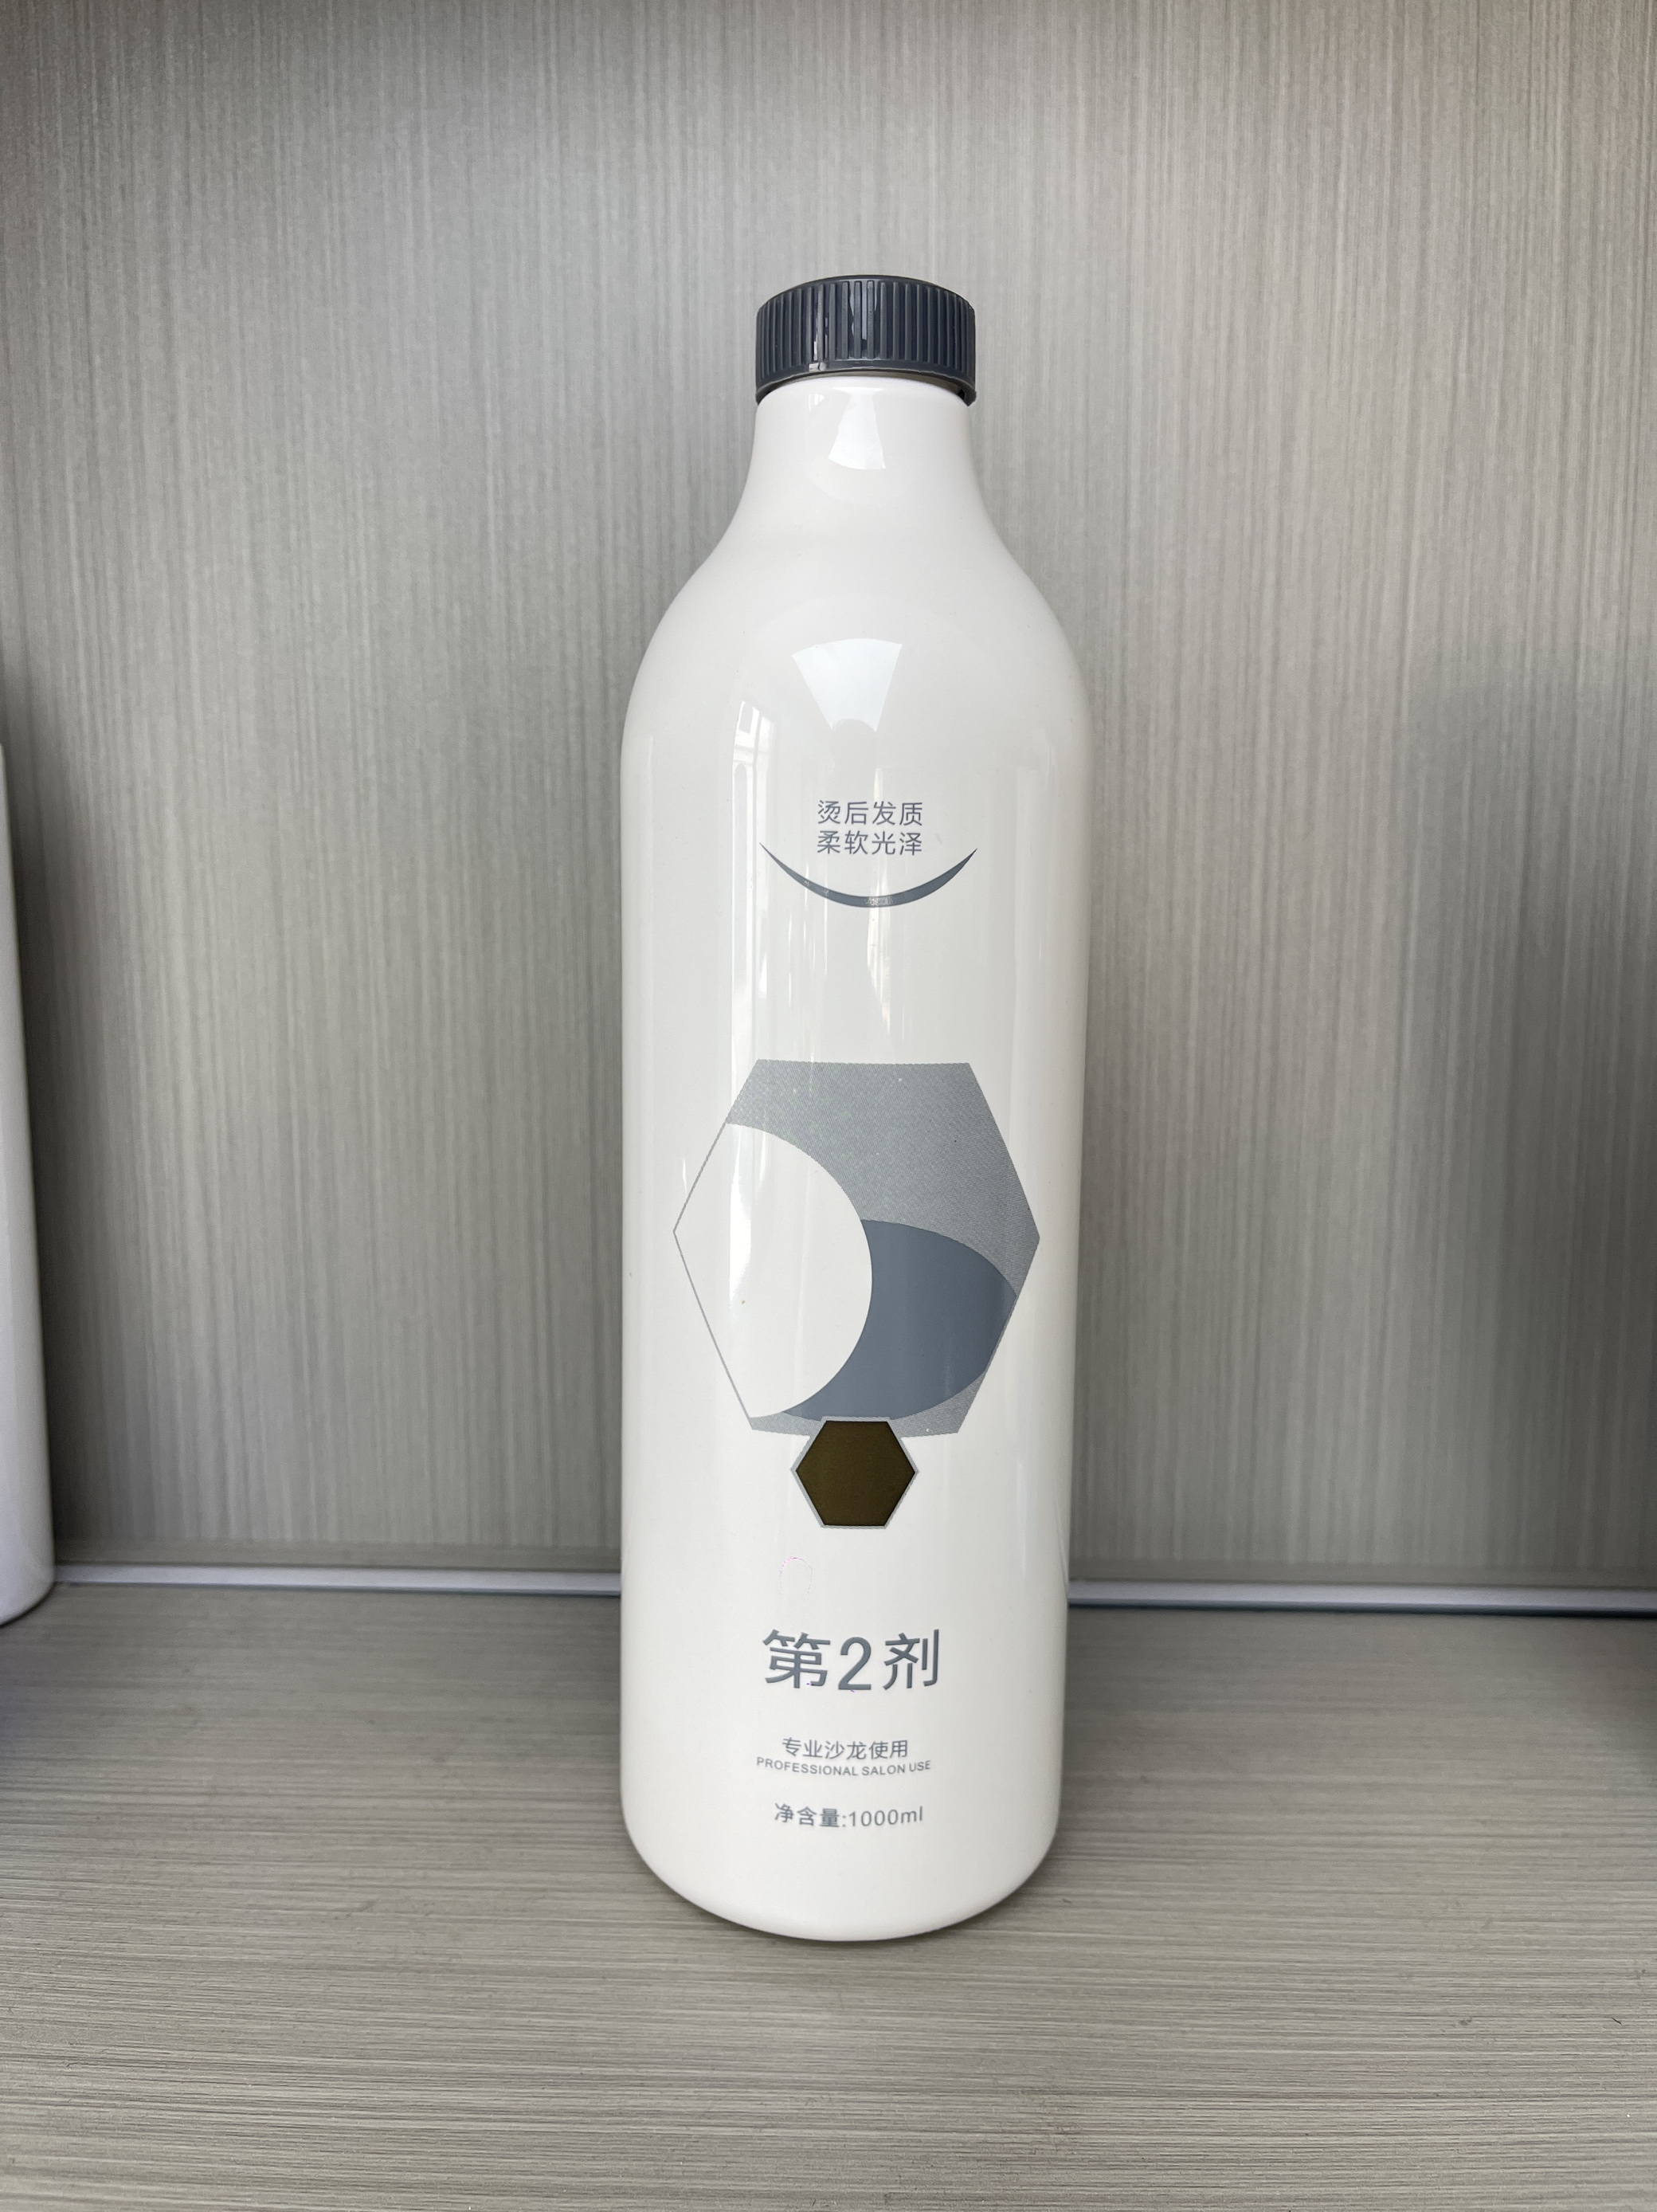 烫后发质
柔软光泽
第2剂
专业沙龙使用
PROFESSIONAL SALON USE
净含量:1000ml